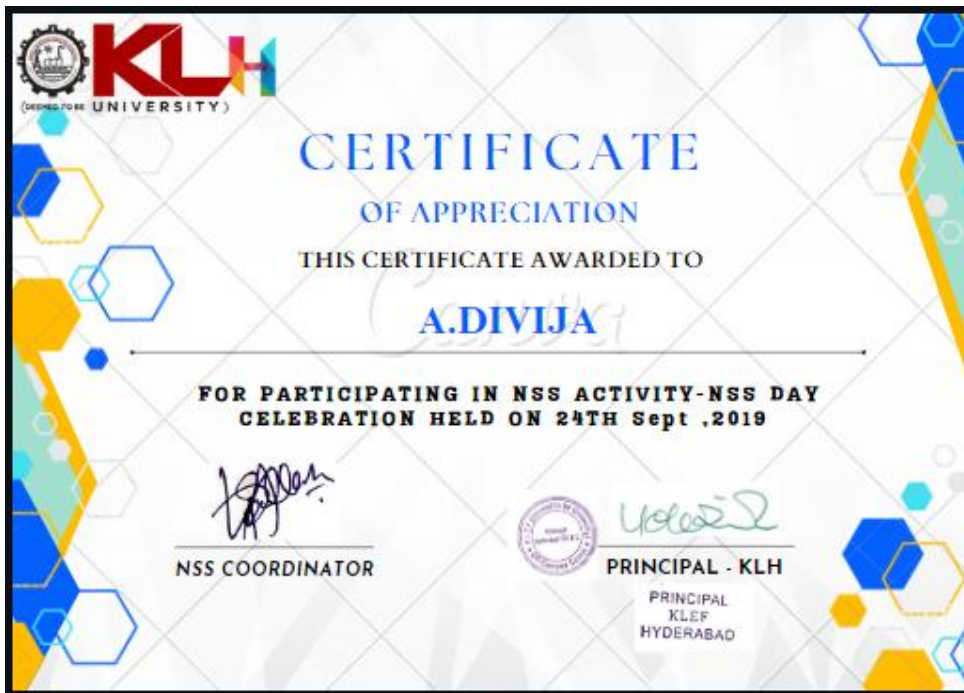 KLH
(DEEMED TO BE UNIVERSITY)
CERTIFICATE
OF APPRECIATION
THIS CERTIFICATE AWARDED TO
Canva
A.DIVIJA
FOR PARTICIPATING IN NSS ACTIVITY-NSS DAY
CELEBRATION HELD ON 24TH Sept ,2019
NSS COORDINATOR
PRINCIPAL - KLH
PRINCIPAL
KLEF
HYDERABAD